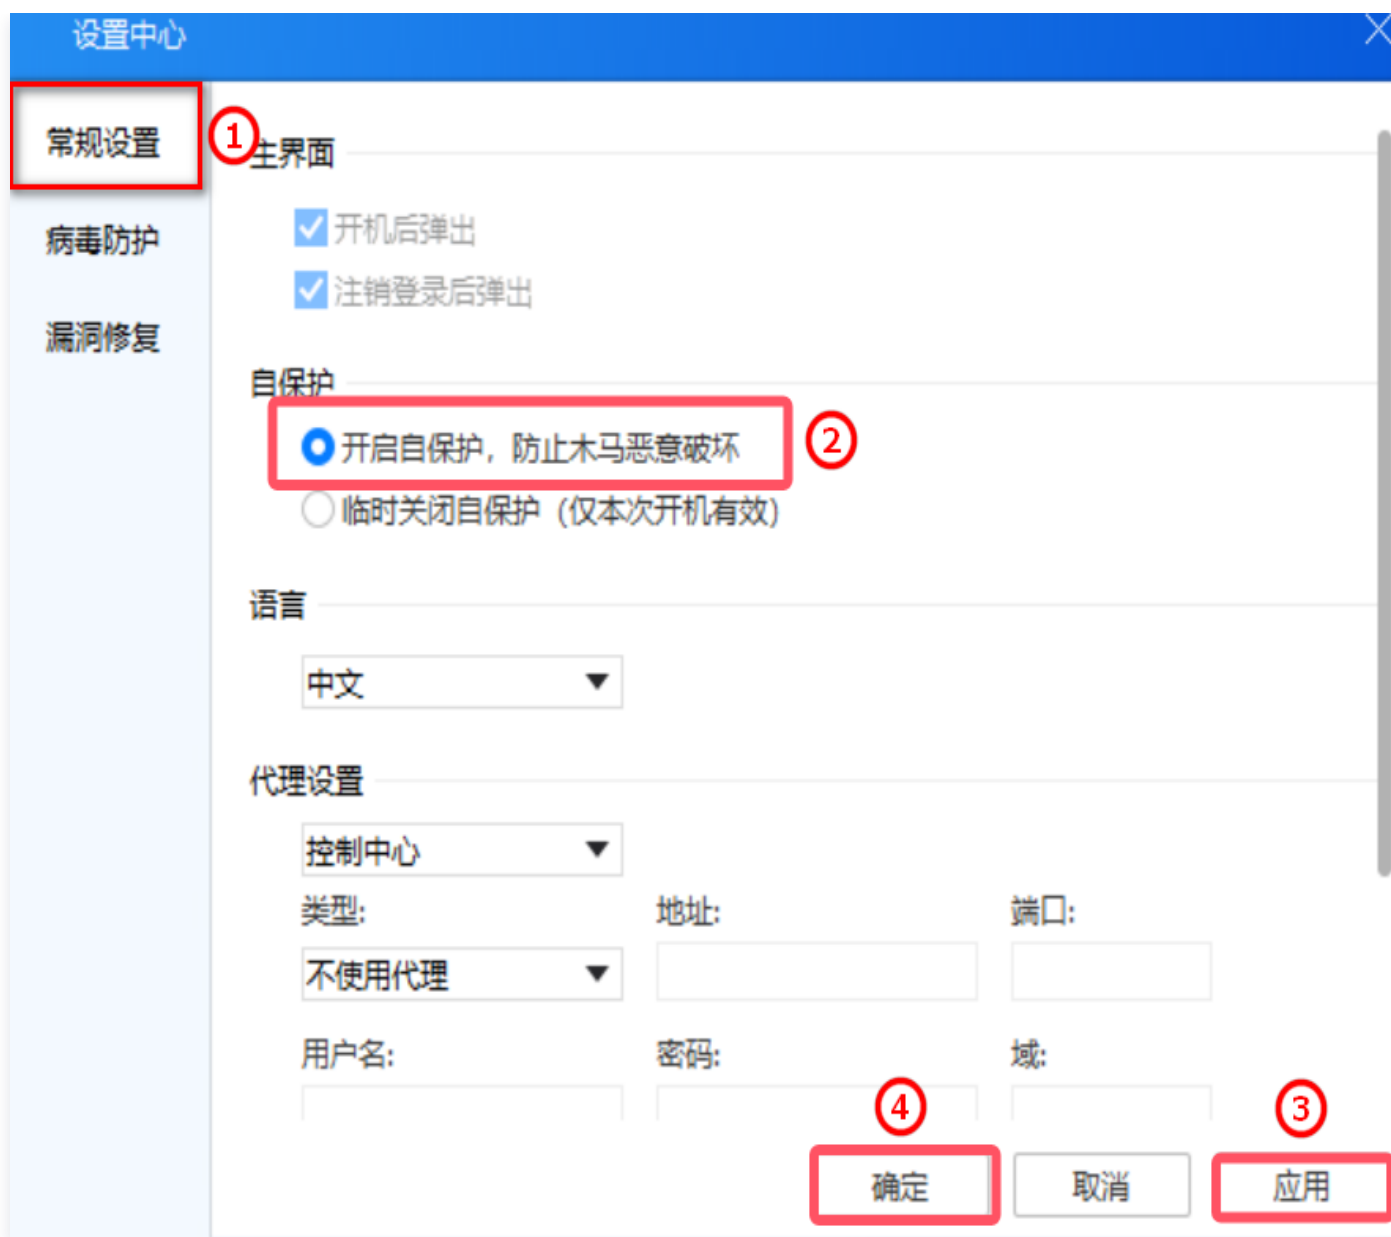 设置中心
常规设置
1
病毒防护
漏洞修复
主界面
开机后弹出
注销登录后弹出
自保护
开启自保护，防止木马恶意破坏
2
临时关闭自保护（仅本次开机有效）
语言
中文
代理设置
控制中心
类型: 地址: 端口:
不使用代理
用户名: 密码: 域:
4 3
确定 取消 应用